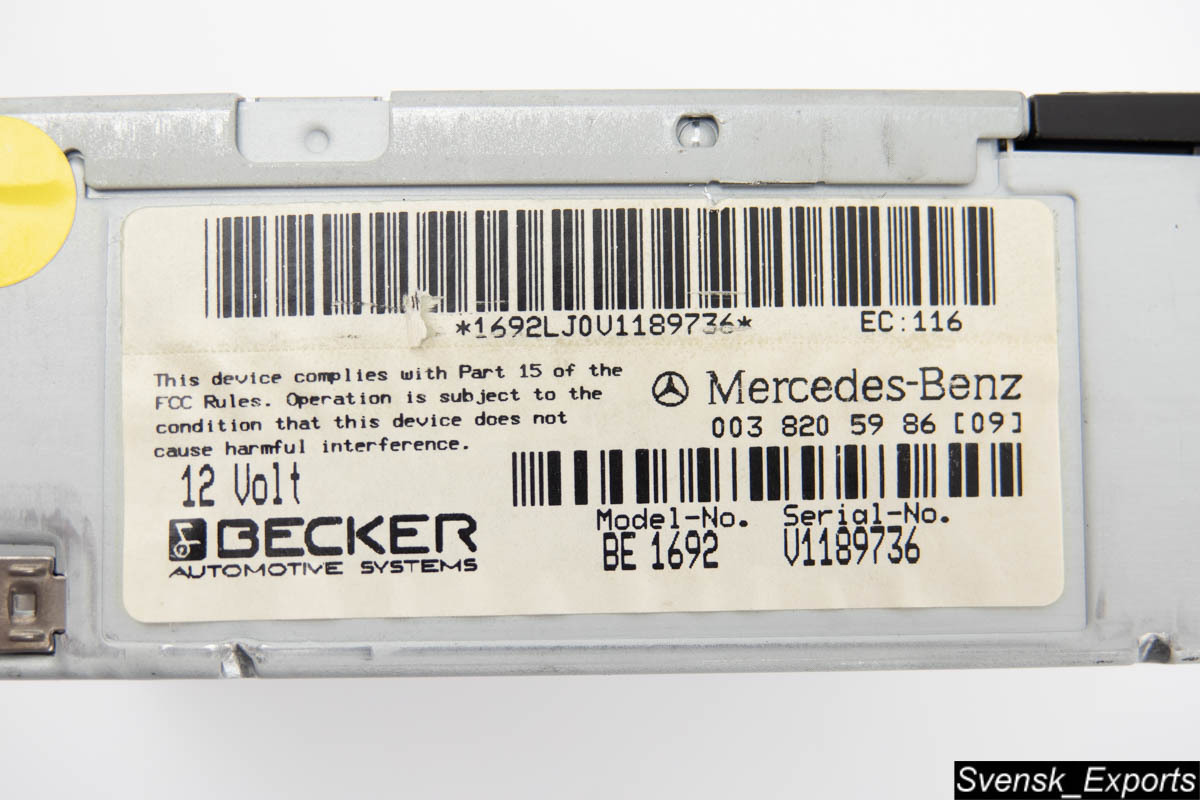 *1692LJ0V1189736* EC:116
This device complies with Part 15 of the
FCC Rules. Operation is subject to the
condition that this device does not
cause harmful interference.
Mercedes-Benz
003 820 59 86 [09]
12 Volt
BECKER
AUTOMOTIVE SYSTEMS
Model-No. Serial-No.
BE 1692 V1189736
Svensk_Exports